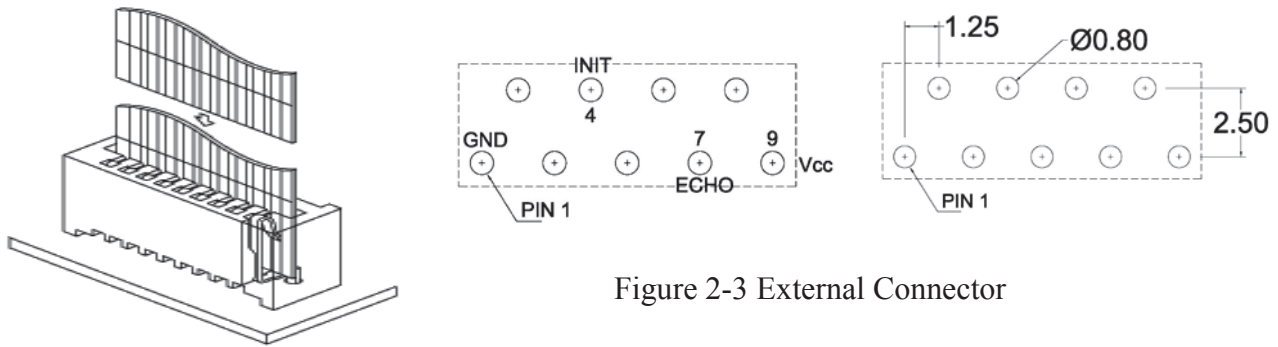 INIT
4
GND
7
9
Vcc
ECHO
PIN 1
1.25
Ø0.80
2.50
PIN 1
Figure 2-3 External Connector